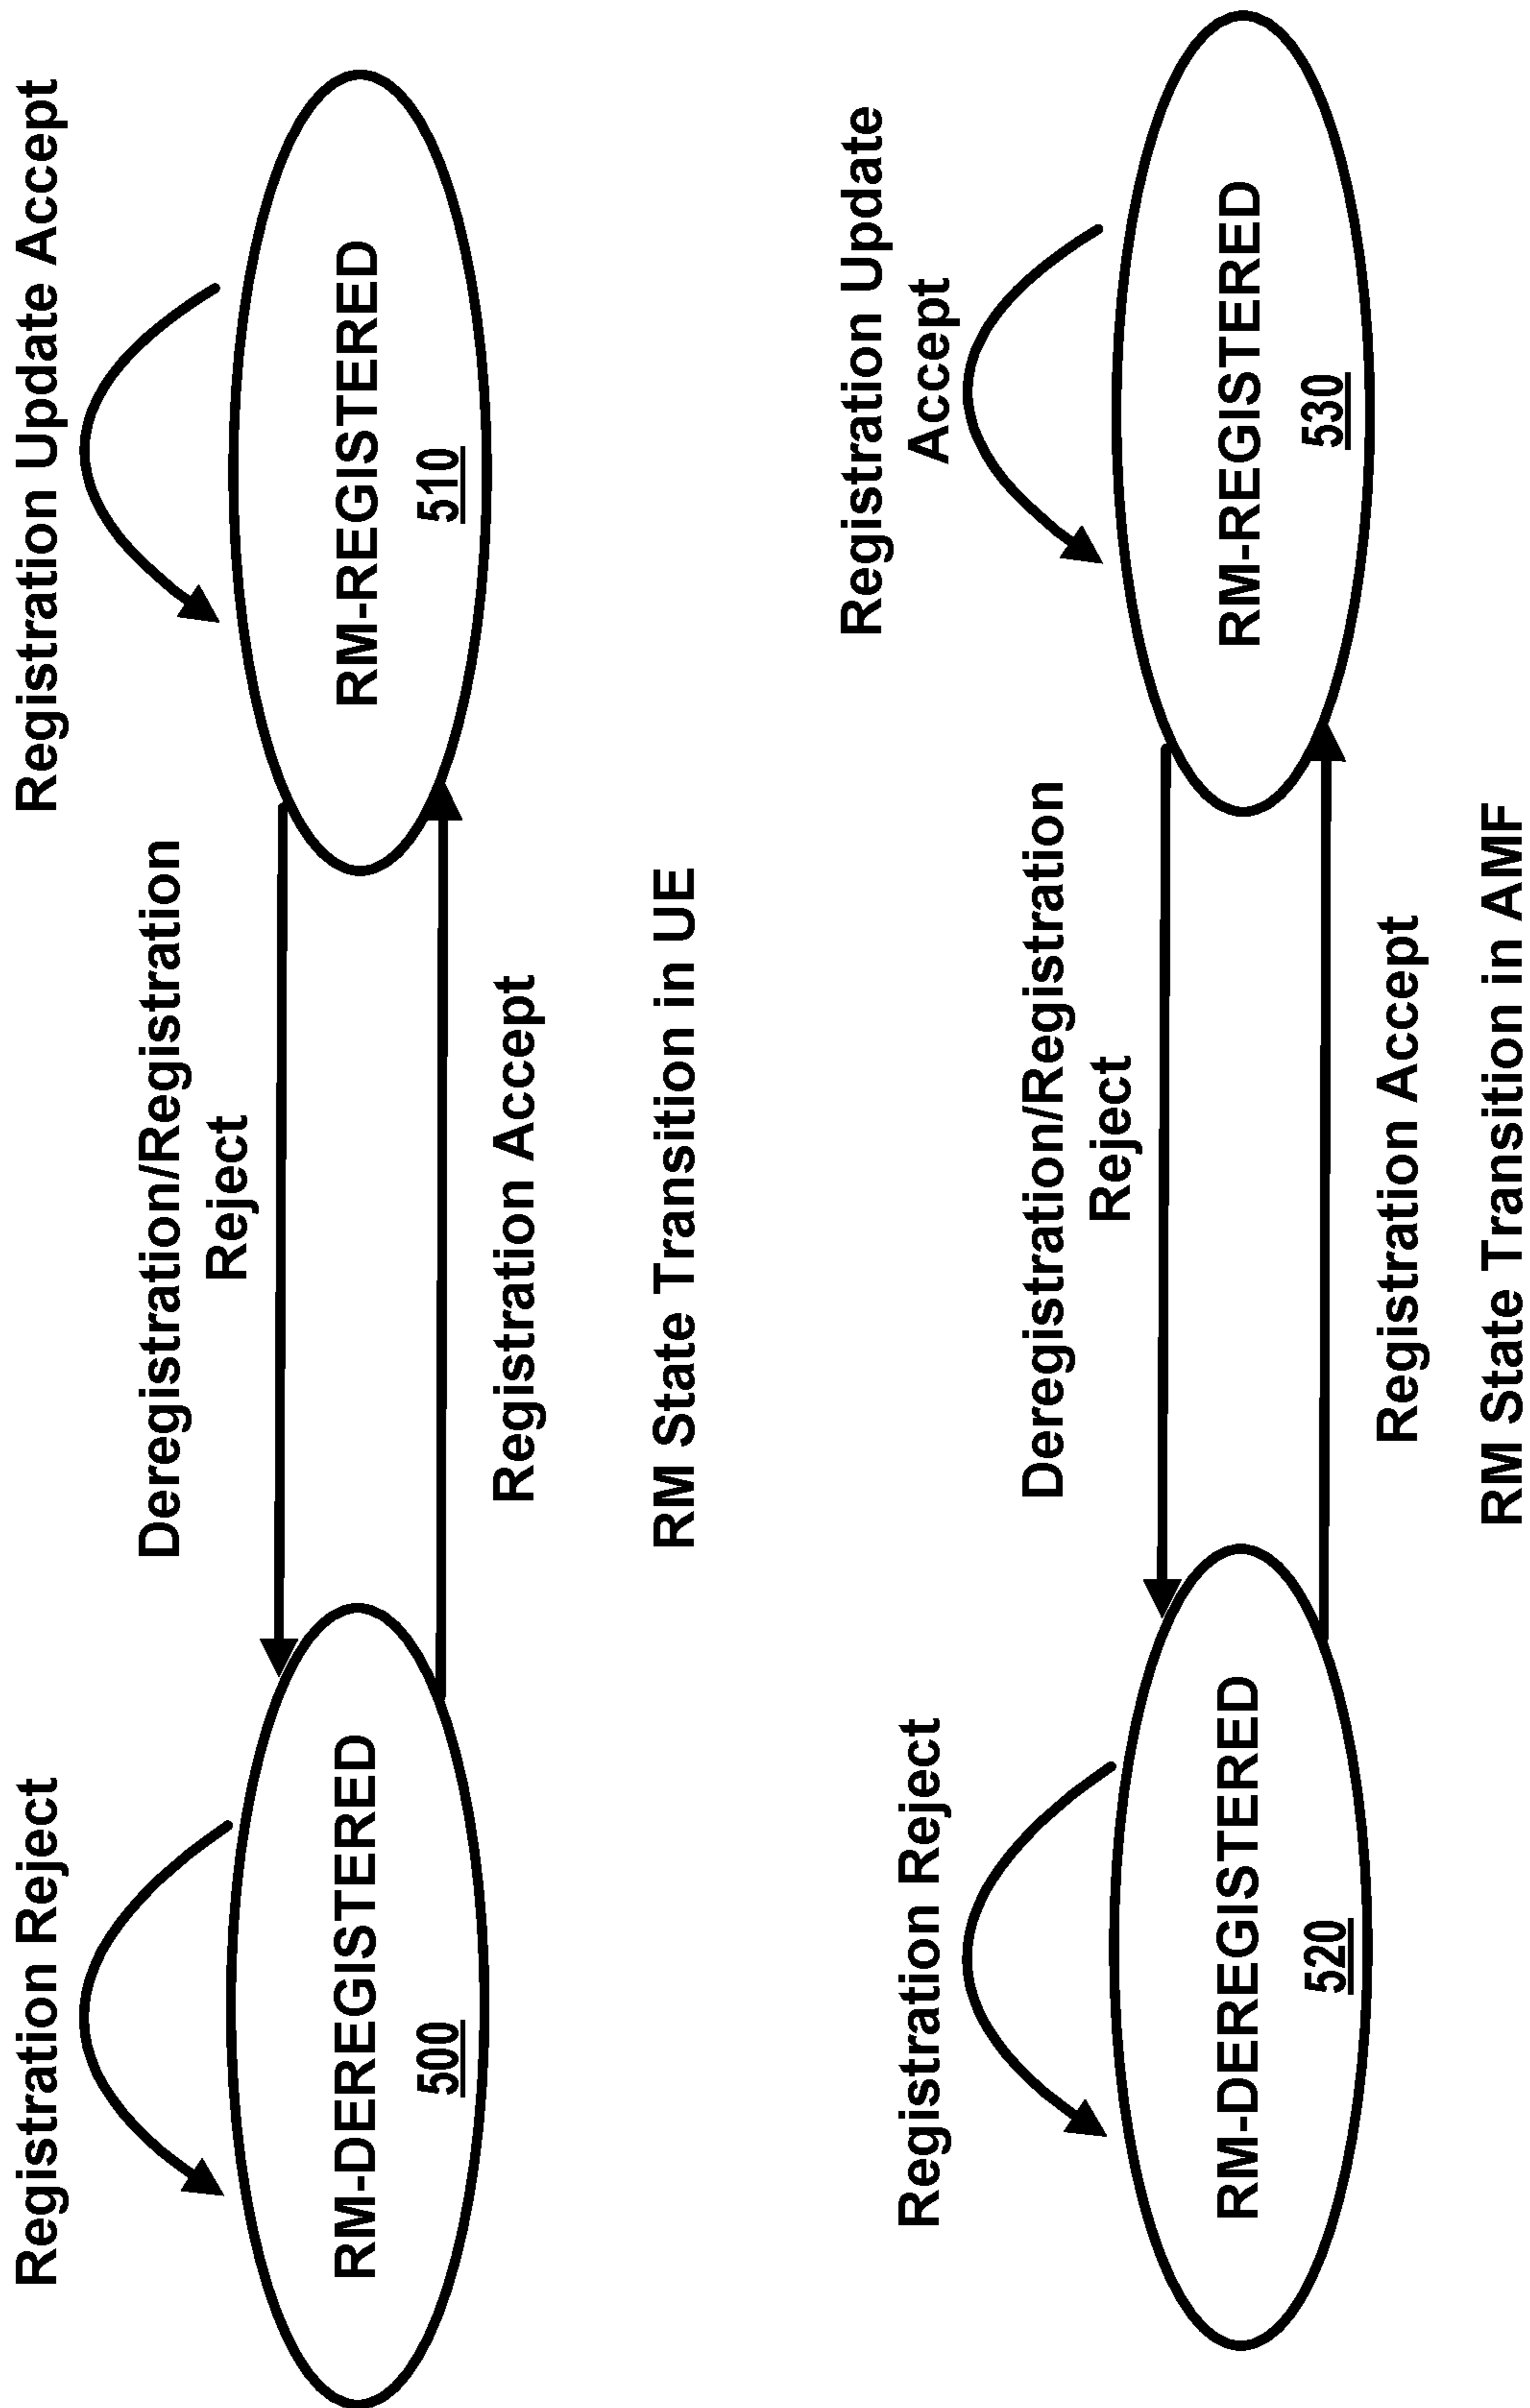 Registration Reject
Registration Update Accept
Deregistration/Registration
Reject
RM-DEREGISTERED
500
RM-REGISTERED
510
Registration Accept
RM State Transition in UE
Registration Update
Accept
Registration Reject
Deregistration/Registration
Reject
RM-DEREGISTERED
520
RM-REGISTERED
530
Registration Accept
RM State Transition in AMF